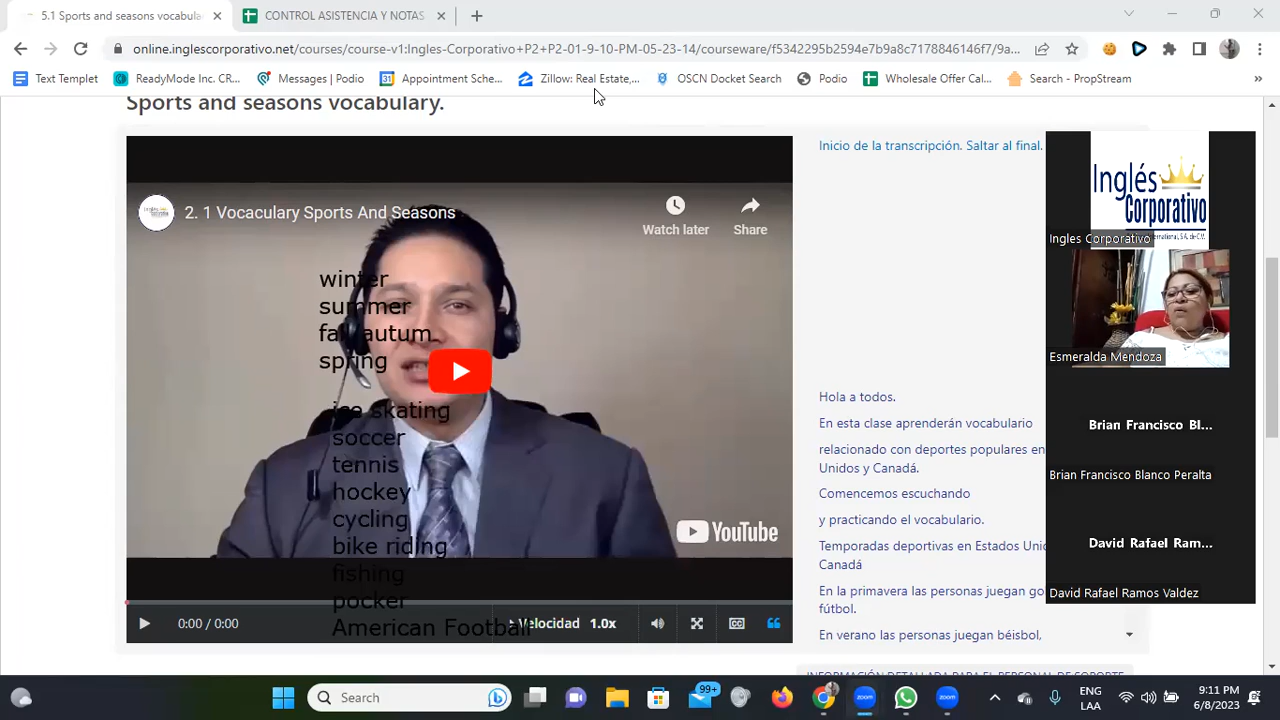 5.1 Sports and seasons vocabula
CONTROL ASISTENCIA Y NOTAS
online.inglescorporativo.net/courses/course-v1:Ingles-Corporativo+P2+P2-01-9-10-PM-05-23-14/courseware/f5342295b2594e7b9a8c7178846146f7/9a...
Text Templet
ReadyMode Inc. CR...
Messages | Podio
Appointment Sche...
Zillow: Real Estate,...
OSCN Docket Search
Podio
Wholesale Offer Cal...
Search - PropStream
»
Sports and seasons vocabulary.
2. 1 Vocaculary Sports And Seasons
Watch later
Share
winter
summer
fall autum
spring
ice skating
soccer
tennis
hockey
cycling
bike riding
fishing
pocker
American Football
YouTube
0:00 / 0:00
Velocidad 1.0x
Inicio de la transcripción. Saltar al final.
Hola a todos.
En esta clase aprenderán vocabulario
relacionado con deportes populares en
Unidos y Canadá.
Comencemos escuchando
y practicando el vocabulario.
Temporadas deportivas en Estados Unid
Canadá
En la primavera las personas juegan go
fútbol.
En verano las personas juegan béisbol,
INFORMACIÓN DETALLADA PARA EL PERSONAL DE SOPORTE
Inglés
Corporativo
Ingles Corporativo
Esmeralda Mendoza
Brian Francisco Bl...
Brian Francisco Blanco Peralta
David Rafael Ram...
David Rafael Ramos Valdez
Search
99+
ENG
LAA
9:11 PM
6/8/2023